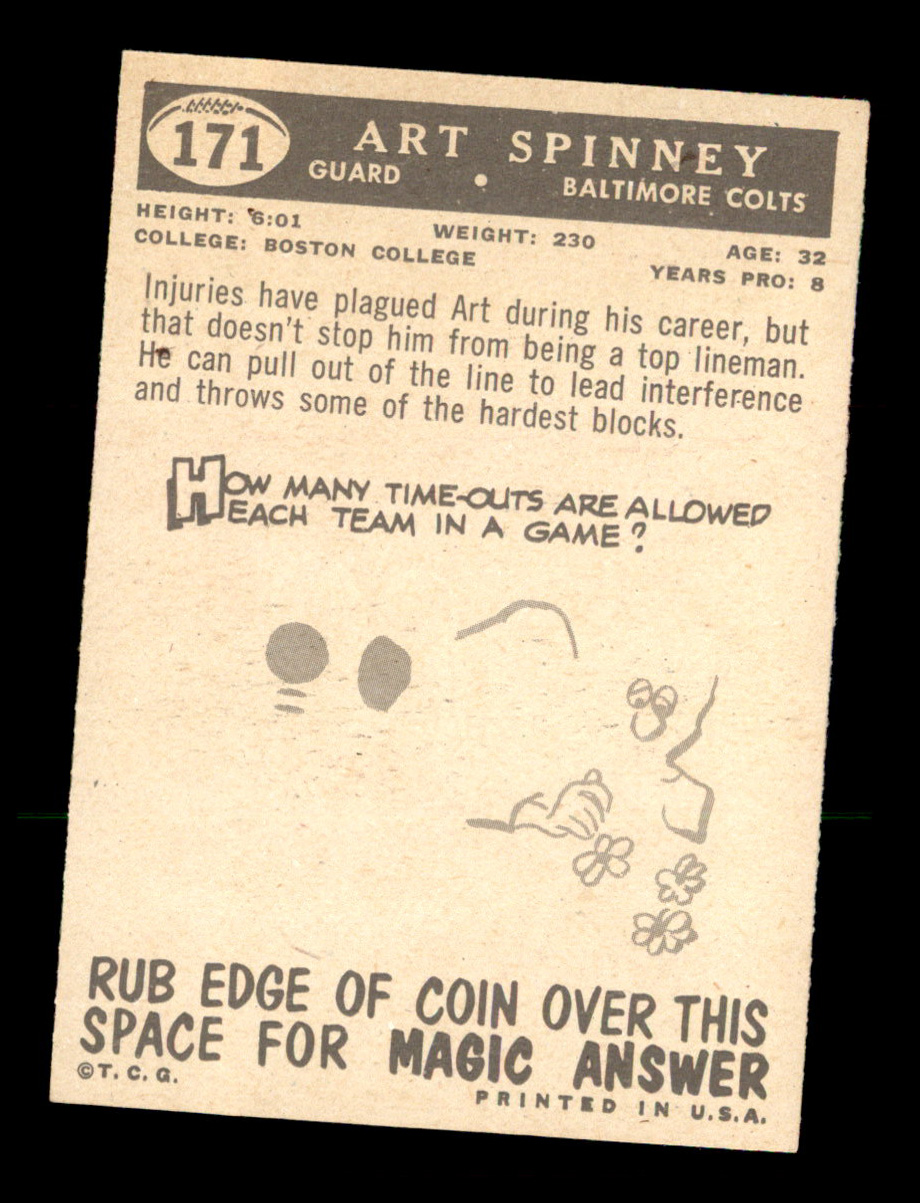 171
ART SPINNEY
GUARD • BALTIMORE COLTS
HEIGHT: 6:01 WEIGHT: 230 AGE: 32
COLLEGE: BOSTON COLLEGE YEARS PRO: 8
Injuries have plagued Art during his career, but
that doesn't stop him from being a top lineman.
He can pull out of the line to lead interference
and throws some of the hardest blocks.
HOW MANY TIME-OUTS ARE ALLOWED
EACH TEAM IN A GAME?
RUB EDGE OF COIN OVER THIS
SPACE FOR MAGIC ANSWER
©T. C. G.
PRINTED IN U.S.A.